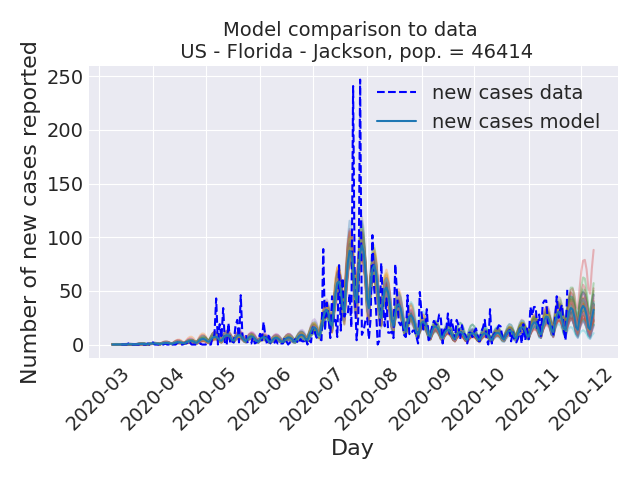 Model comparison to data
US - Florida - Jackson, pop. = 46414
Number of new cases reported
250
200
150
100
50
0
new cases data
new cases model
2020-03
2020-04
2020-05
2020-06
2020-07
2020-08
2020-09
2020-10
2020-11
2020-12
Day